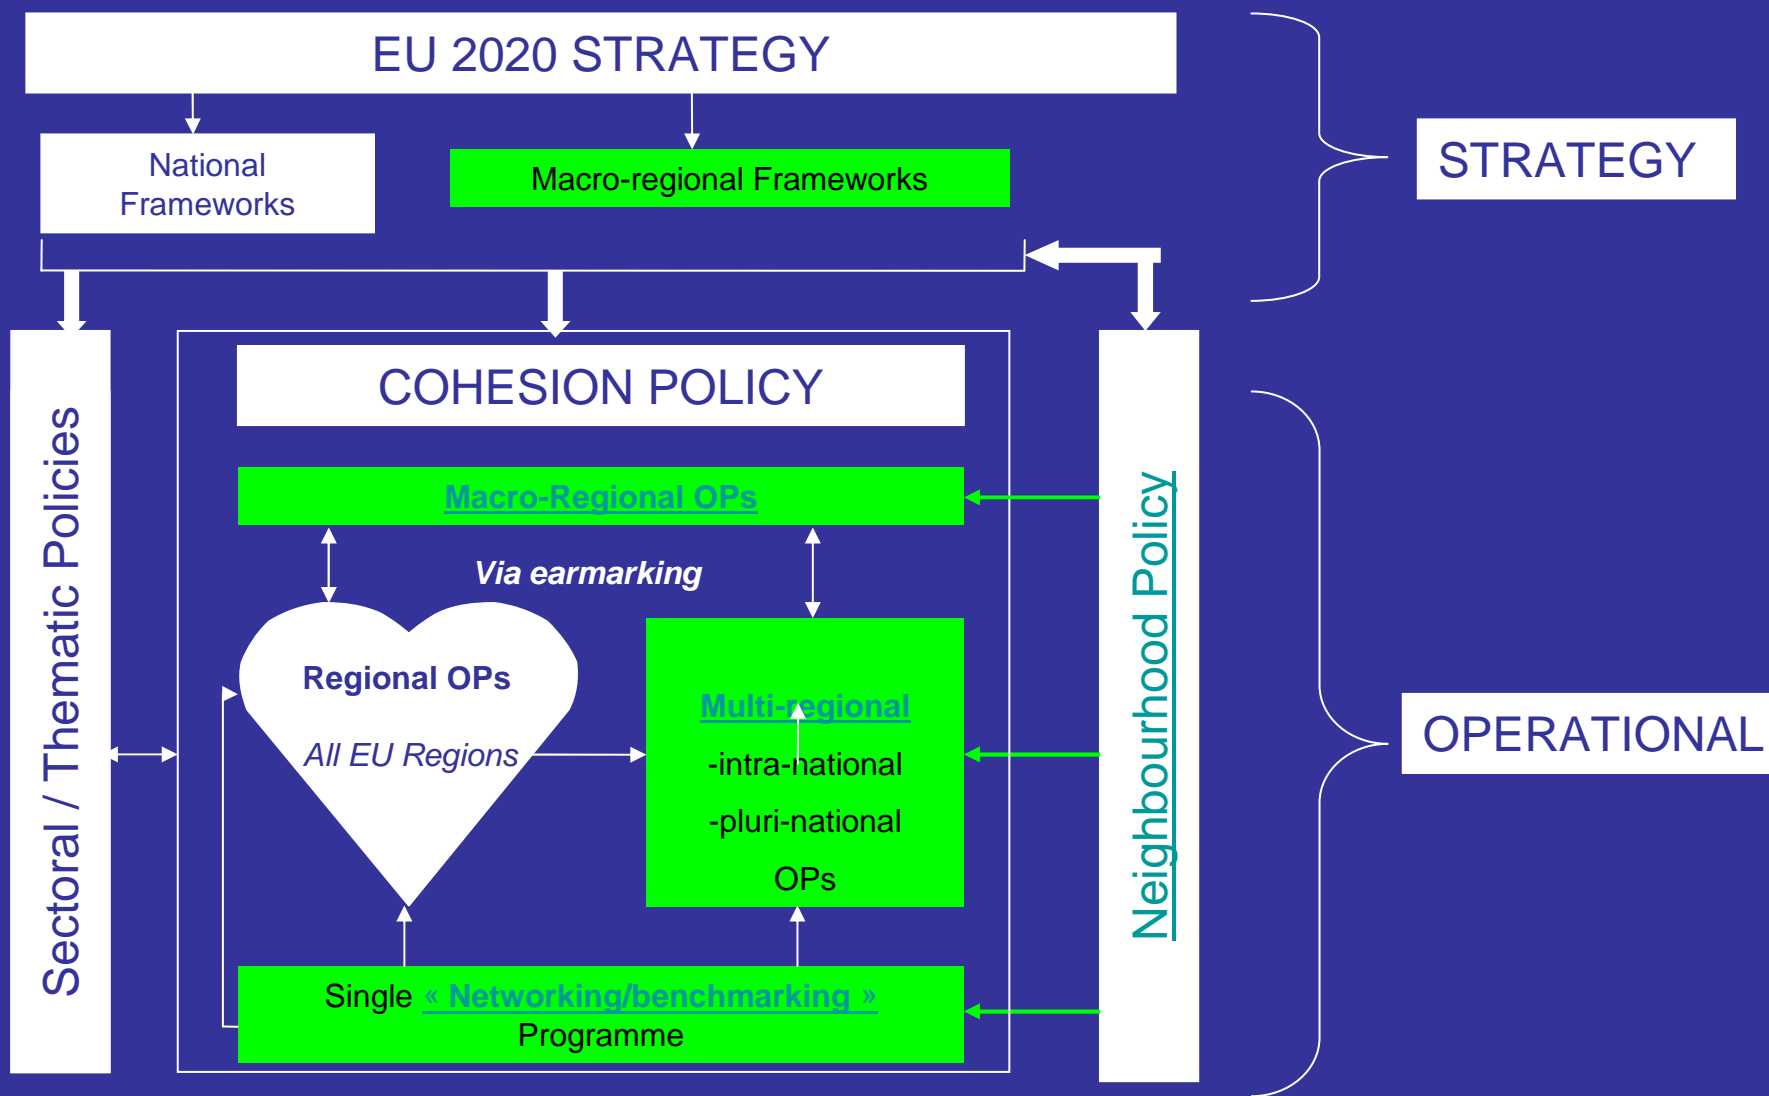 EU 2020 STRATEGY
National
Frameworks
Macro-regional Frameworks
STRATEGY
COHESION POLICY
Macro-Regional OPs
Via earmarking
Regional OPs
All EU Regions
Multi-regional
-intra-national
-pluri-national
OPs
Single « Networking/benchmarking »
Programme
Sectoral / Thematic Policies
Neighbourhood Policy
OPERATIONAL